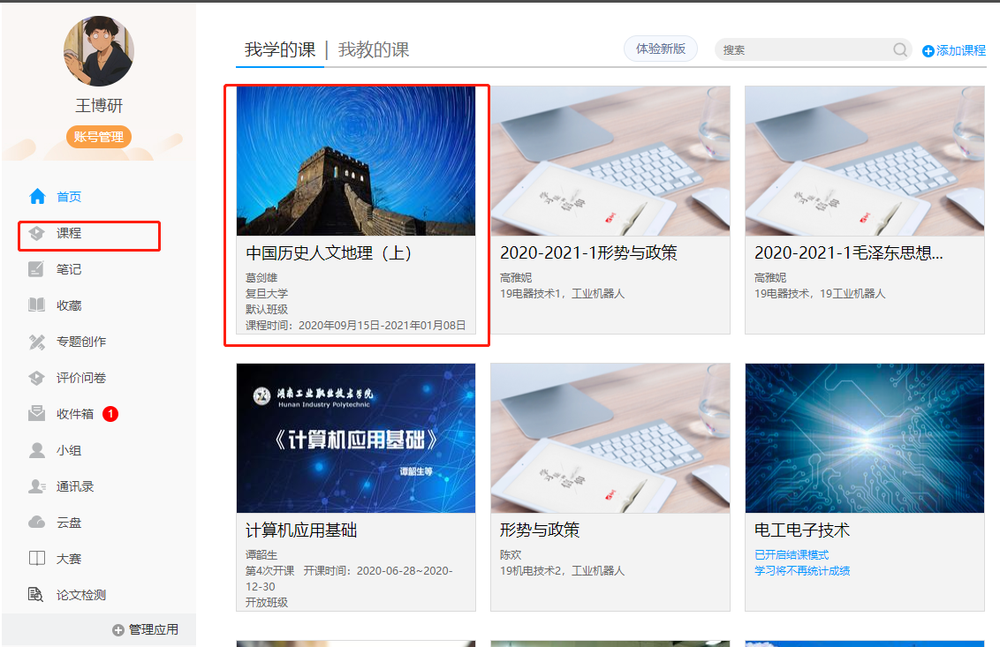 王博研
账号管理
首页
课程
笔记
收藏
专题创作
评价问卷
收件箱 1
小组
通讯录
云盘
大赛
论文检测
管理应用
我学的课 | 我教的课
体验新版
搜索
添加课程
中国历史人文地理（上）
葛剑雄
复旦大学
默认班级
课程时间：2020年09月15日-2021年01月08日
2020-2021-1形势与政策
高雅妮
19电器技术1，工业机器人
2020-2021-1毛泽东思想...
高雅妮
19电器技术，19工业机器人
湖南工业职业技术学院
Hunan Industry Polytechnic
《计算机应用基础》
谭韶生等
计算机应用基础
谭韶生
第4次开课 开课时间：2020-06-28~2020-
12-30
开放班级
形势与政策
陈欢
19机电技术2，工业机器人
电工电子技术
已开启结课模式
学习将不再统计成绩